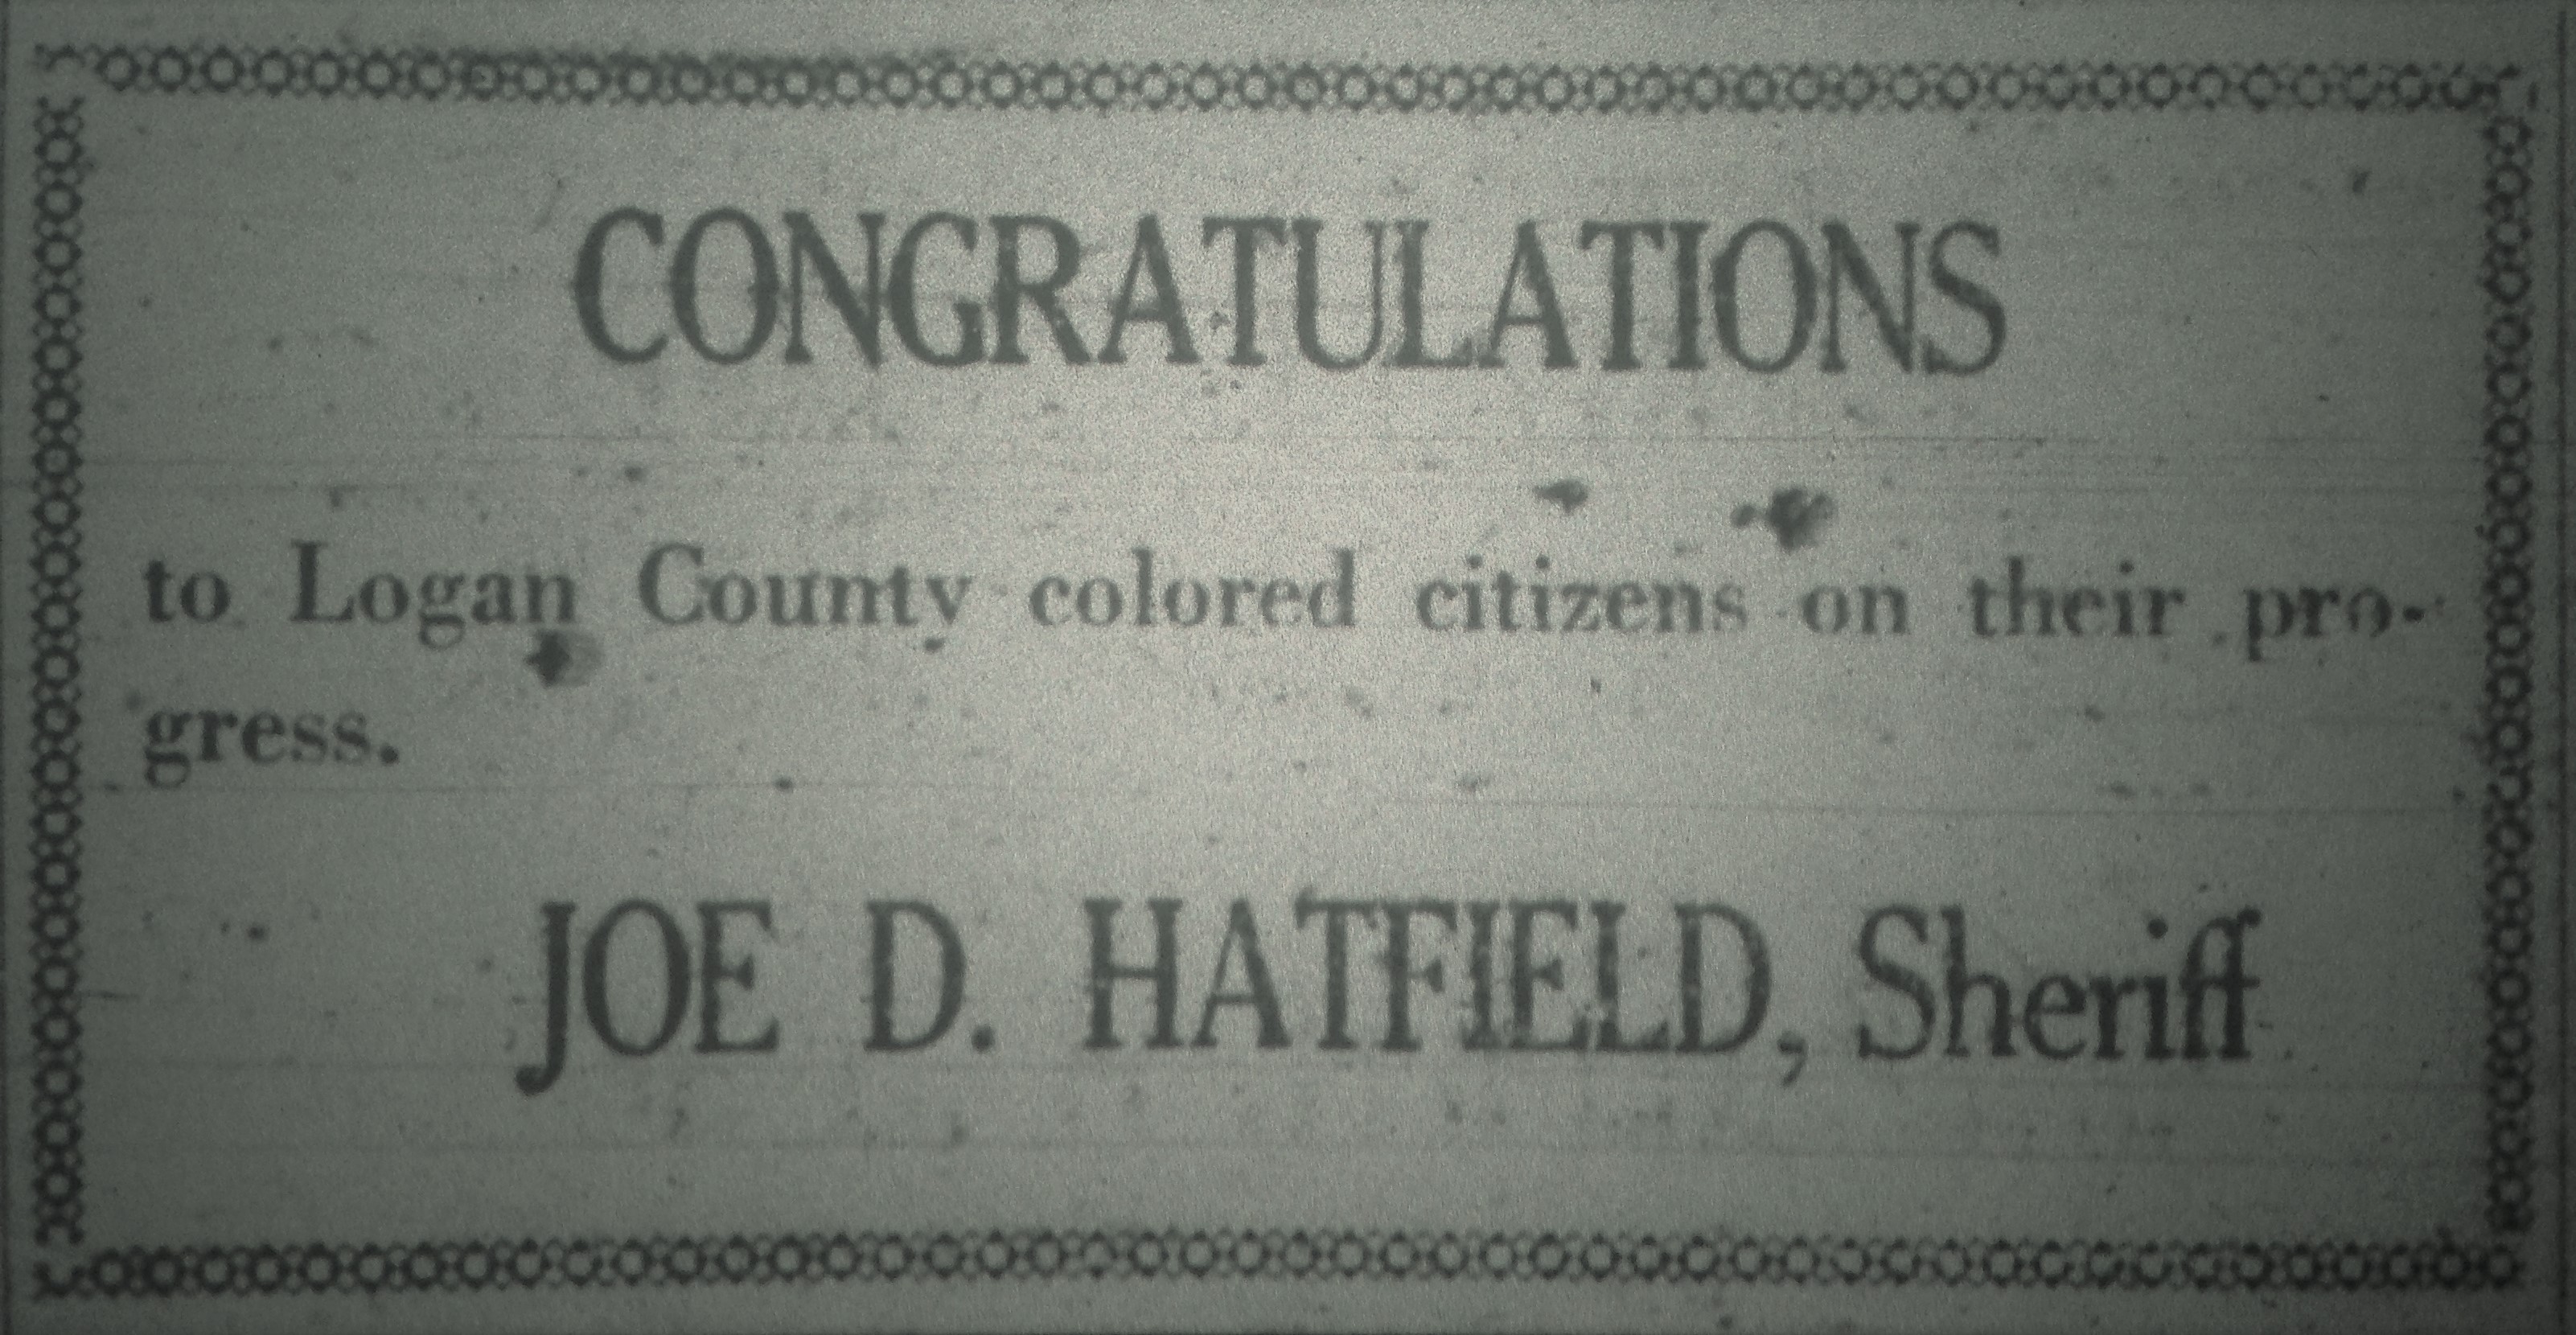 CONGRATULATIONS
to Logan County colored citizens on their pro-
gress.
JOE D. HATFIELD, Sheriff